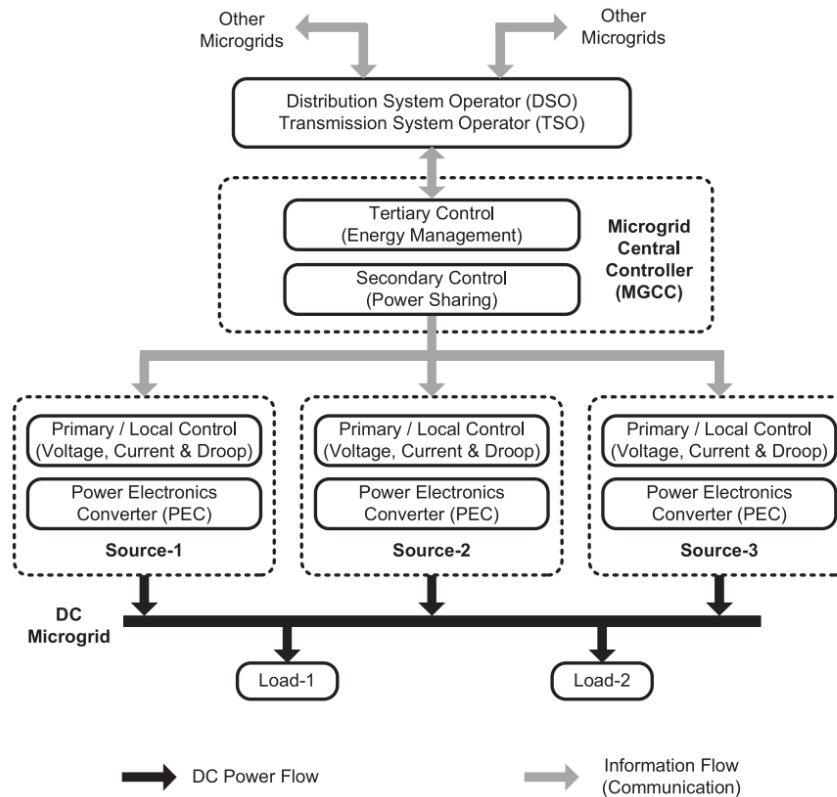 Other
Microgrids
Other
Microgrids
Distribution System Operator (DSO)
Transmission System Operator (TSO)
Tertiary Control
(Energy Management)
Microgrid
Central
Controller
(MGCC)
Secondary Control
(Power Sharing)
Primary / Local Control
(Voltage, Current & Droop)
Power Electronics
Converter (PEC)
Source-1
Primary / Local Control
(Voltage, Current & Droop)
Power Electronics
Converter (PEC)
Source-2
Primary / Local Control
(Voltage, Current & Droop)
Power Electronics
Converter (PEC)
Source-3
DC
Microgrid
Load-1
Load-2
DC Power Flow
Information Flow
(Communication)